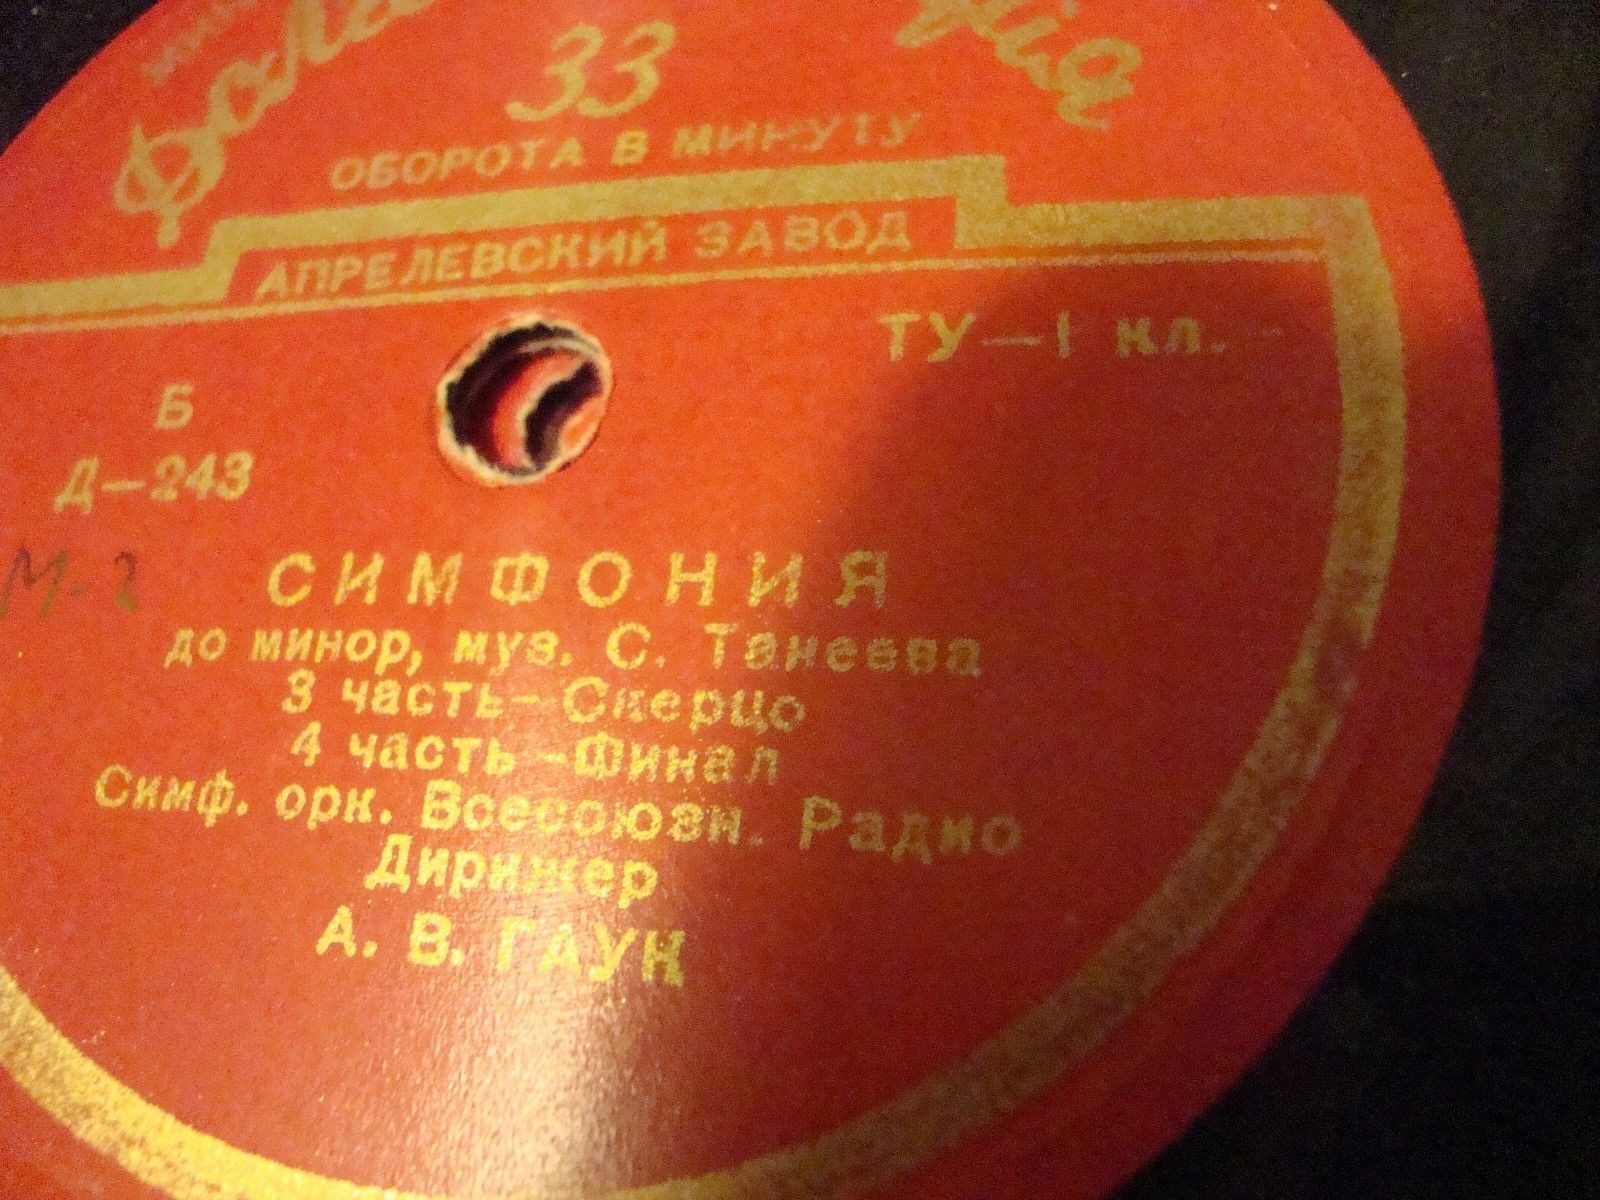 33
ОБОРОТА В МИНУТУ
АПРЕЛЕВСКИЙ ЗАВОД
ТУ—1 кл.
Б
Д—243
М-2
СИМФОНИЯ
до минор, муз. С. Танеева
3 часть—Скерцо
4 часть—Финал
Симф. орк. Всесоюзн. Радио
Дирижер
А. В. ГАУК